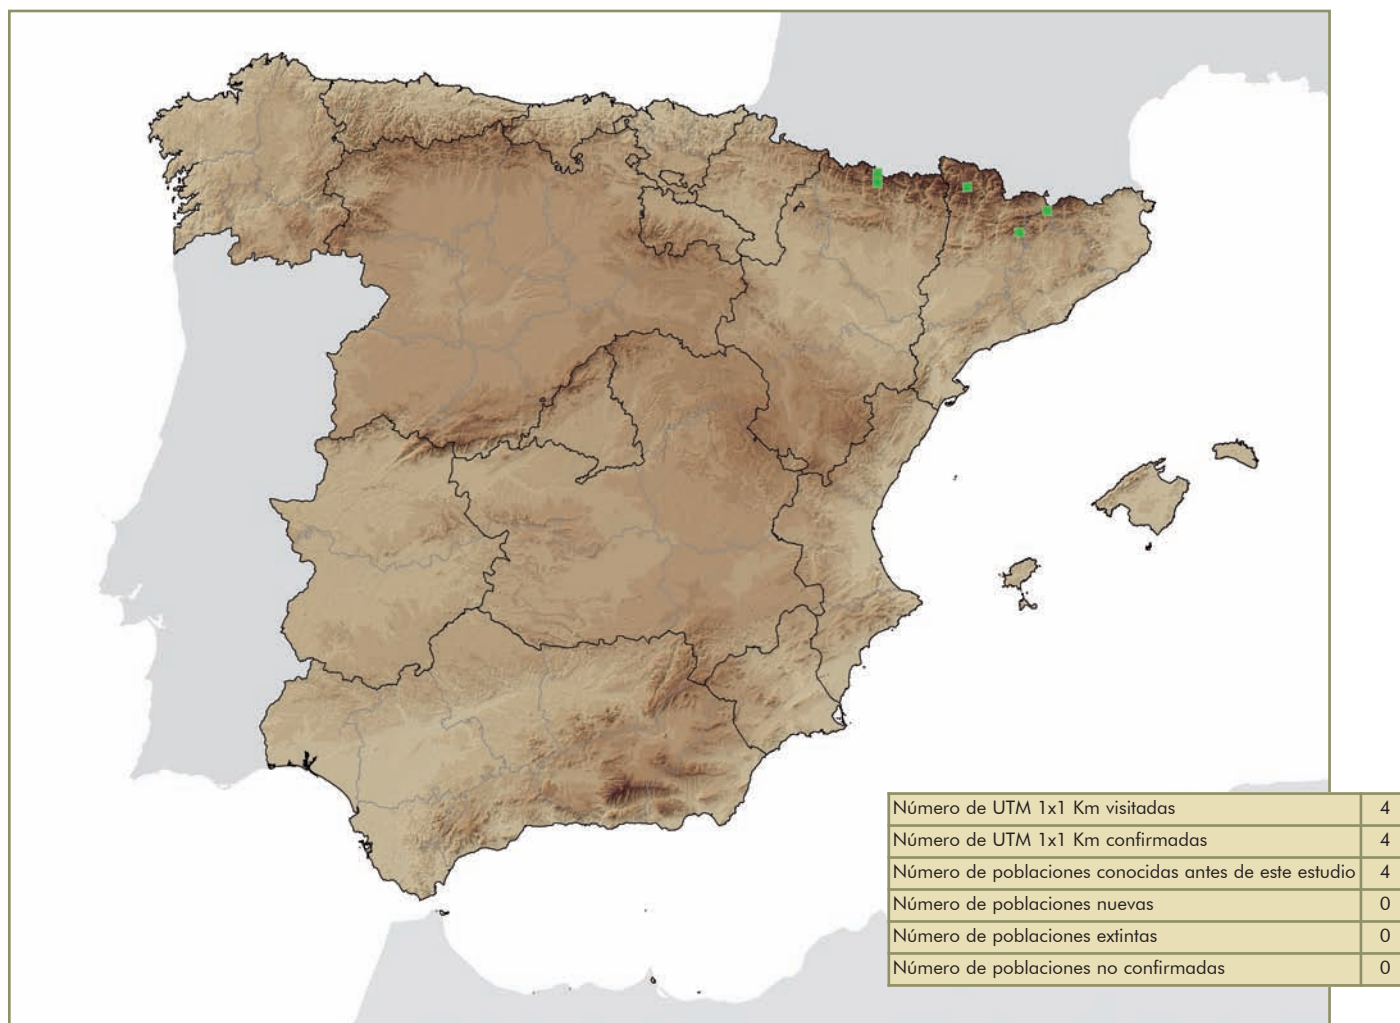 Número de UTM 1x1 Km visitadas 4
Número de UTM 1x1 Km confirmadas 4
Número de poblaciones conocidas antes de este estudio 4
Número de poblaciones nuevas 0
Número de poblaciones extintas 0
Número de poblaciones no confirmadas 0